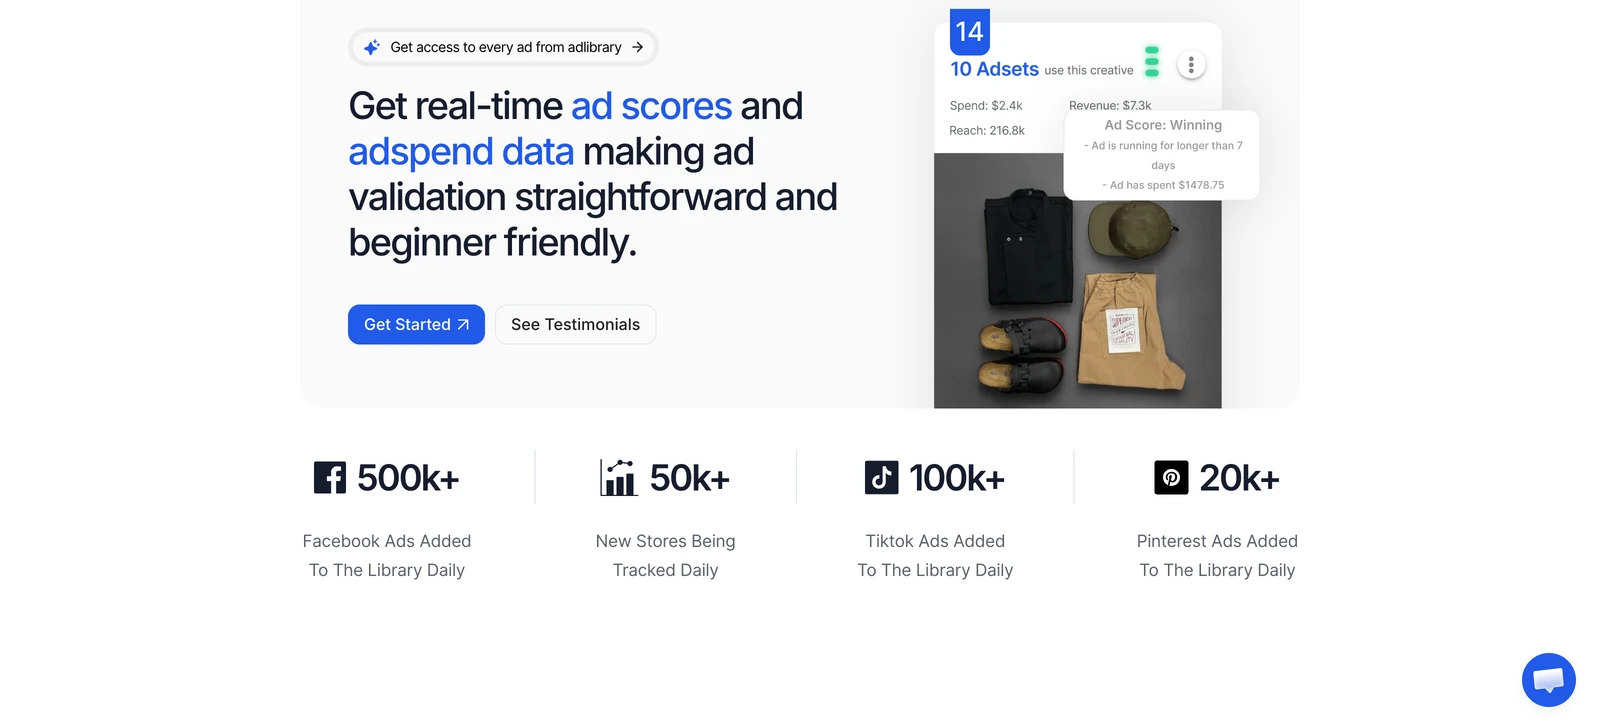 Get access to every ad from adlibrary →
Get real-time ad scores and
adspend data making ad
validation straightforward and
beginner friendly.
Get Started
See Testimonials
14
10 Adsets use this creative
Spend: $2.4k
Revenue: $7.3k
Reach: 216.8k
Ad Score: Winning
- Ad is running for longer than 7
days
- Ad has spent $1478.75
500k+
Facebook Ads Added
To The Library Daily
50k+
New Stores Being
Tracked Daily
100k+
Tiktok Ads Added
To The Library Daily
20k+
Pinterest Ads Added
To The Library Daily